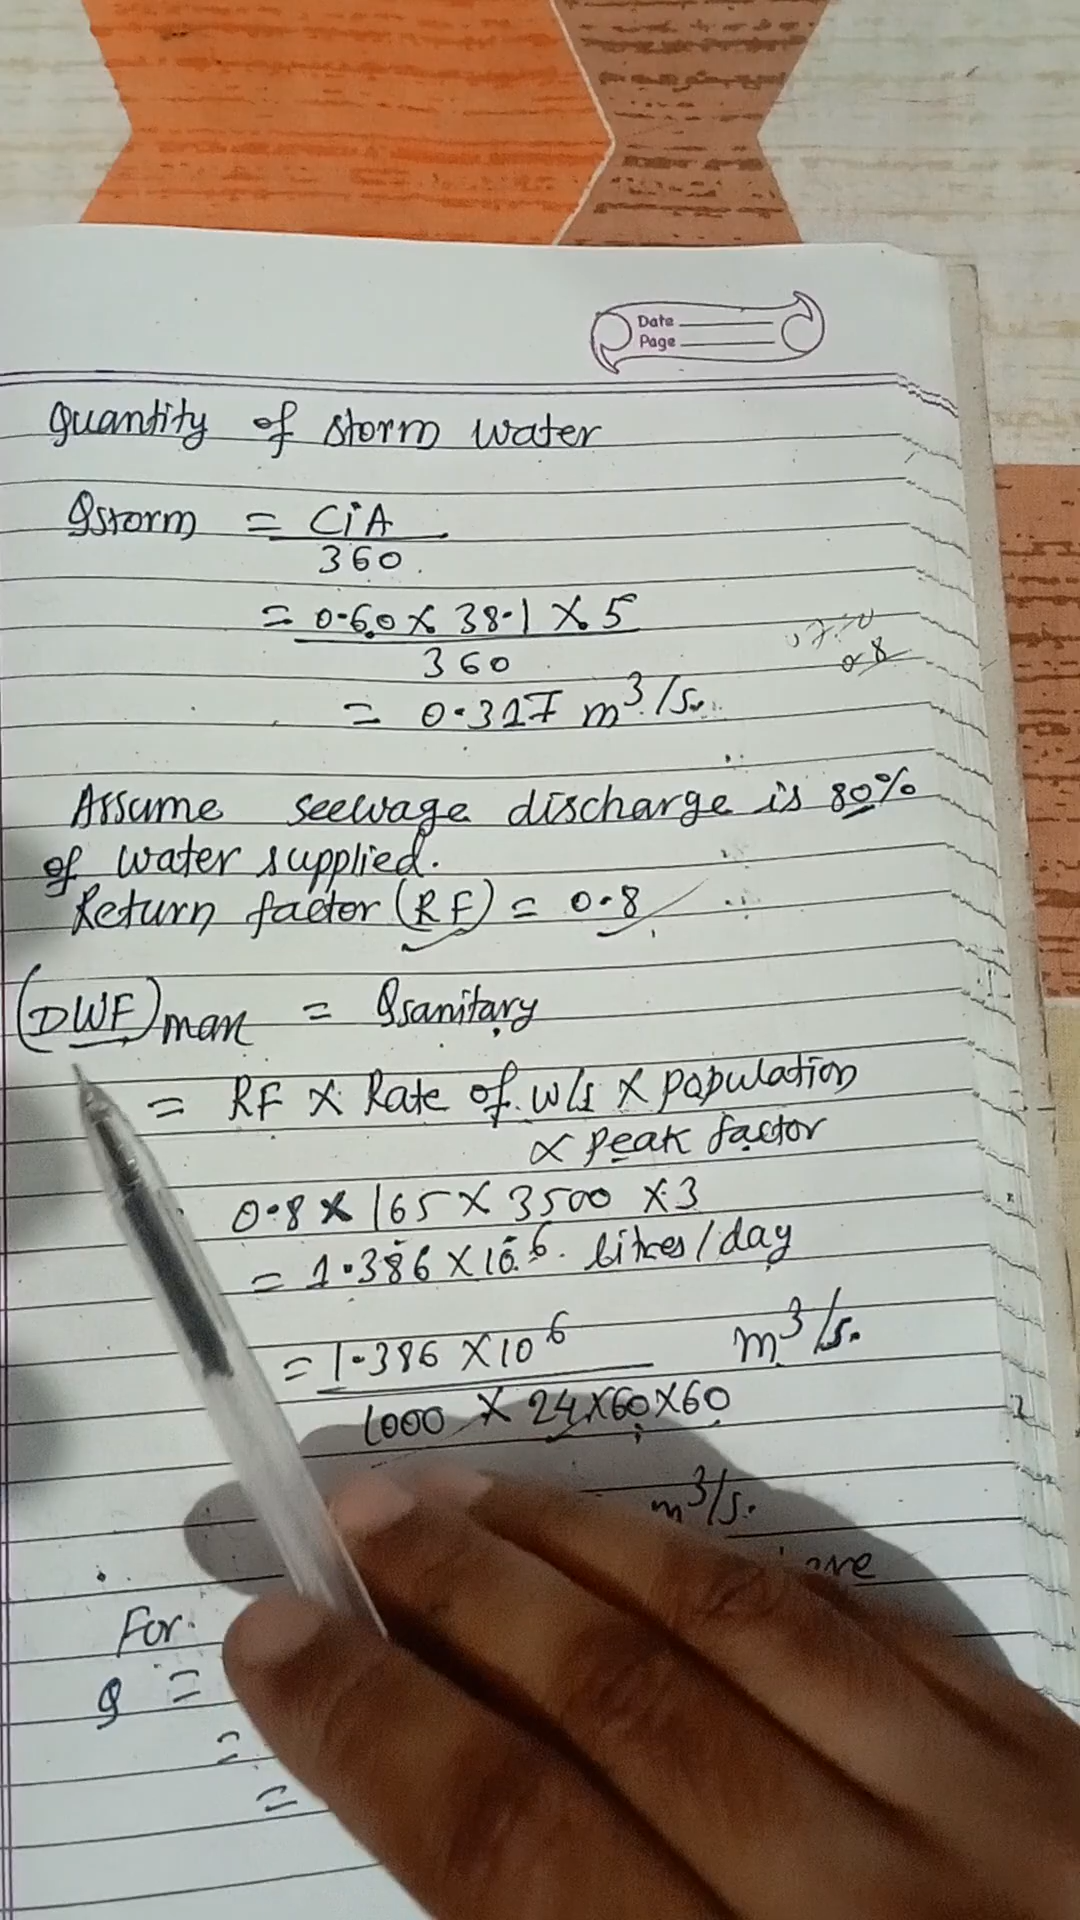 Date
Page
Quantity of storm water
Qstorm = CiA
360
= 0.60 × 38.1 × 5
360
= 0.317 m³/s.
Assume seewage discharge is 80%
of water supplied.
Return factor (RF) = 0.8
(DWF)max = Qsanitary
= RF × Rate of w/s × population
× Peak factor
0.8 × 165 × 3500 × 3
= 1.386 × 10⁶ litres/day
= 1.386 × 10⁶ m³/s.
1000 × 24×60×60
m³/s.
For
Q =
=
=